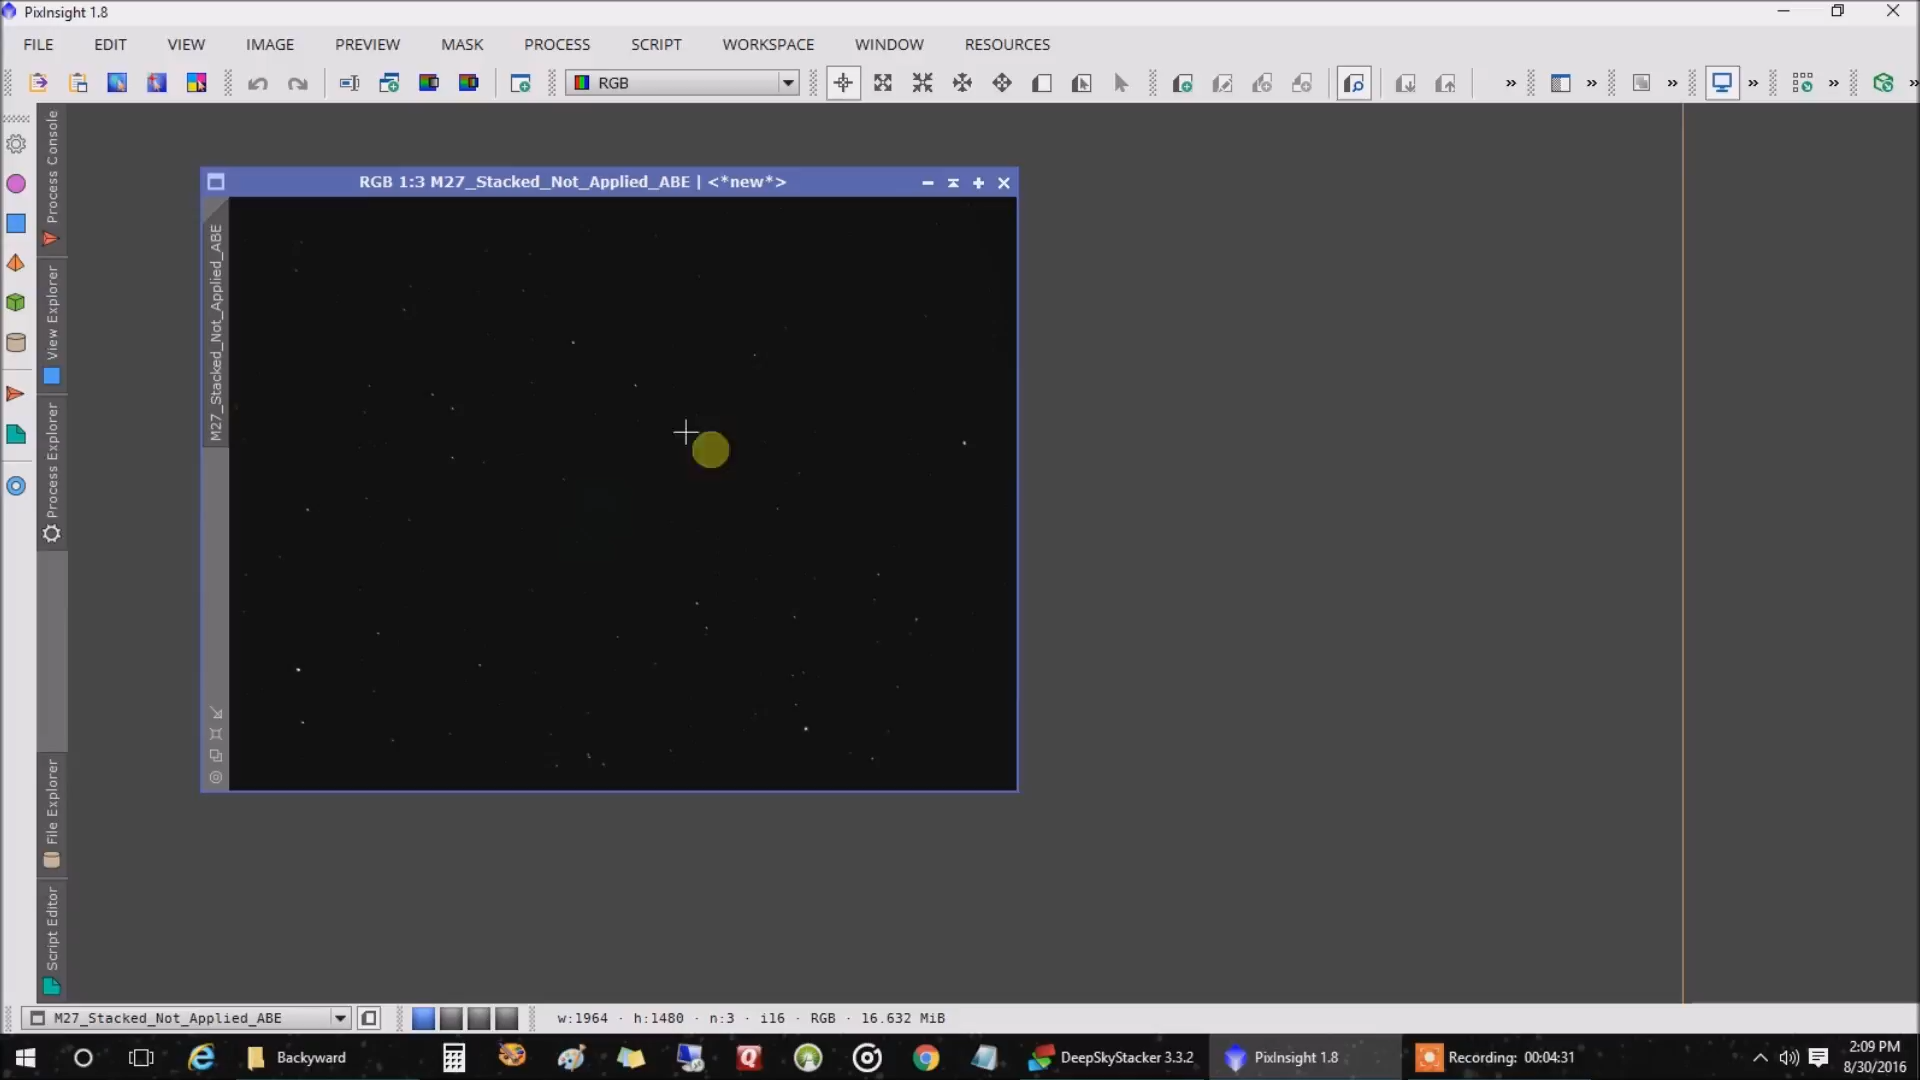 PixInsight 1.8
FILE EDIT VIEW IMAGE PREVIEW MASK PROCESS SCRIPT WORKSPACE WINDOW RESOURCES
RGB
Process Console
View Explorer
Process Explorer
File Explorer
Script Editor
RGB 1:3 M27_Stacked_Not_Applied_ABE | <*new*>
M27_Stacked_Not_Applied_ABE
M27_Stacked_Not_Applied_ABE
w:1964 · h:1480 · n:3 · i16 · RGB · 16.632 MiB
Backyward
DeepSkyStacker 3.3.2
PixInsight 1.8
Recording: 00:04:31
2:09 PM
8/30/2016